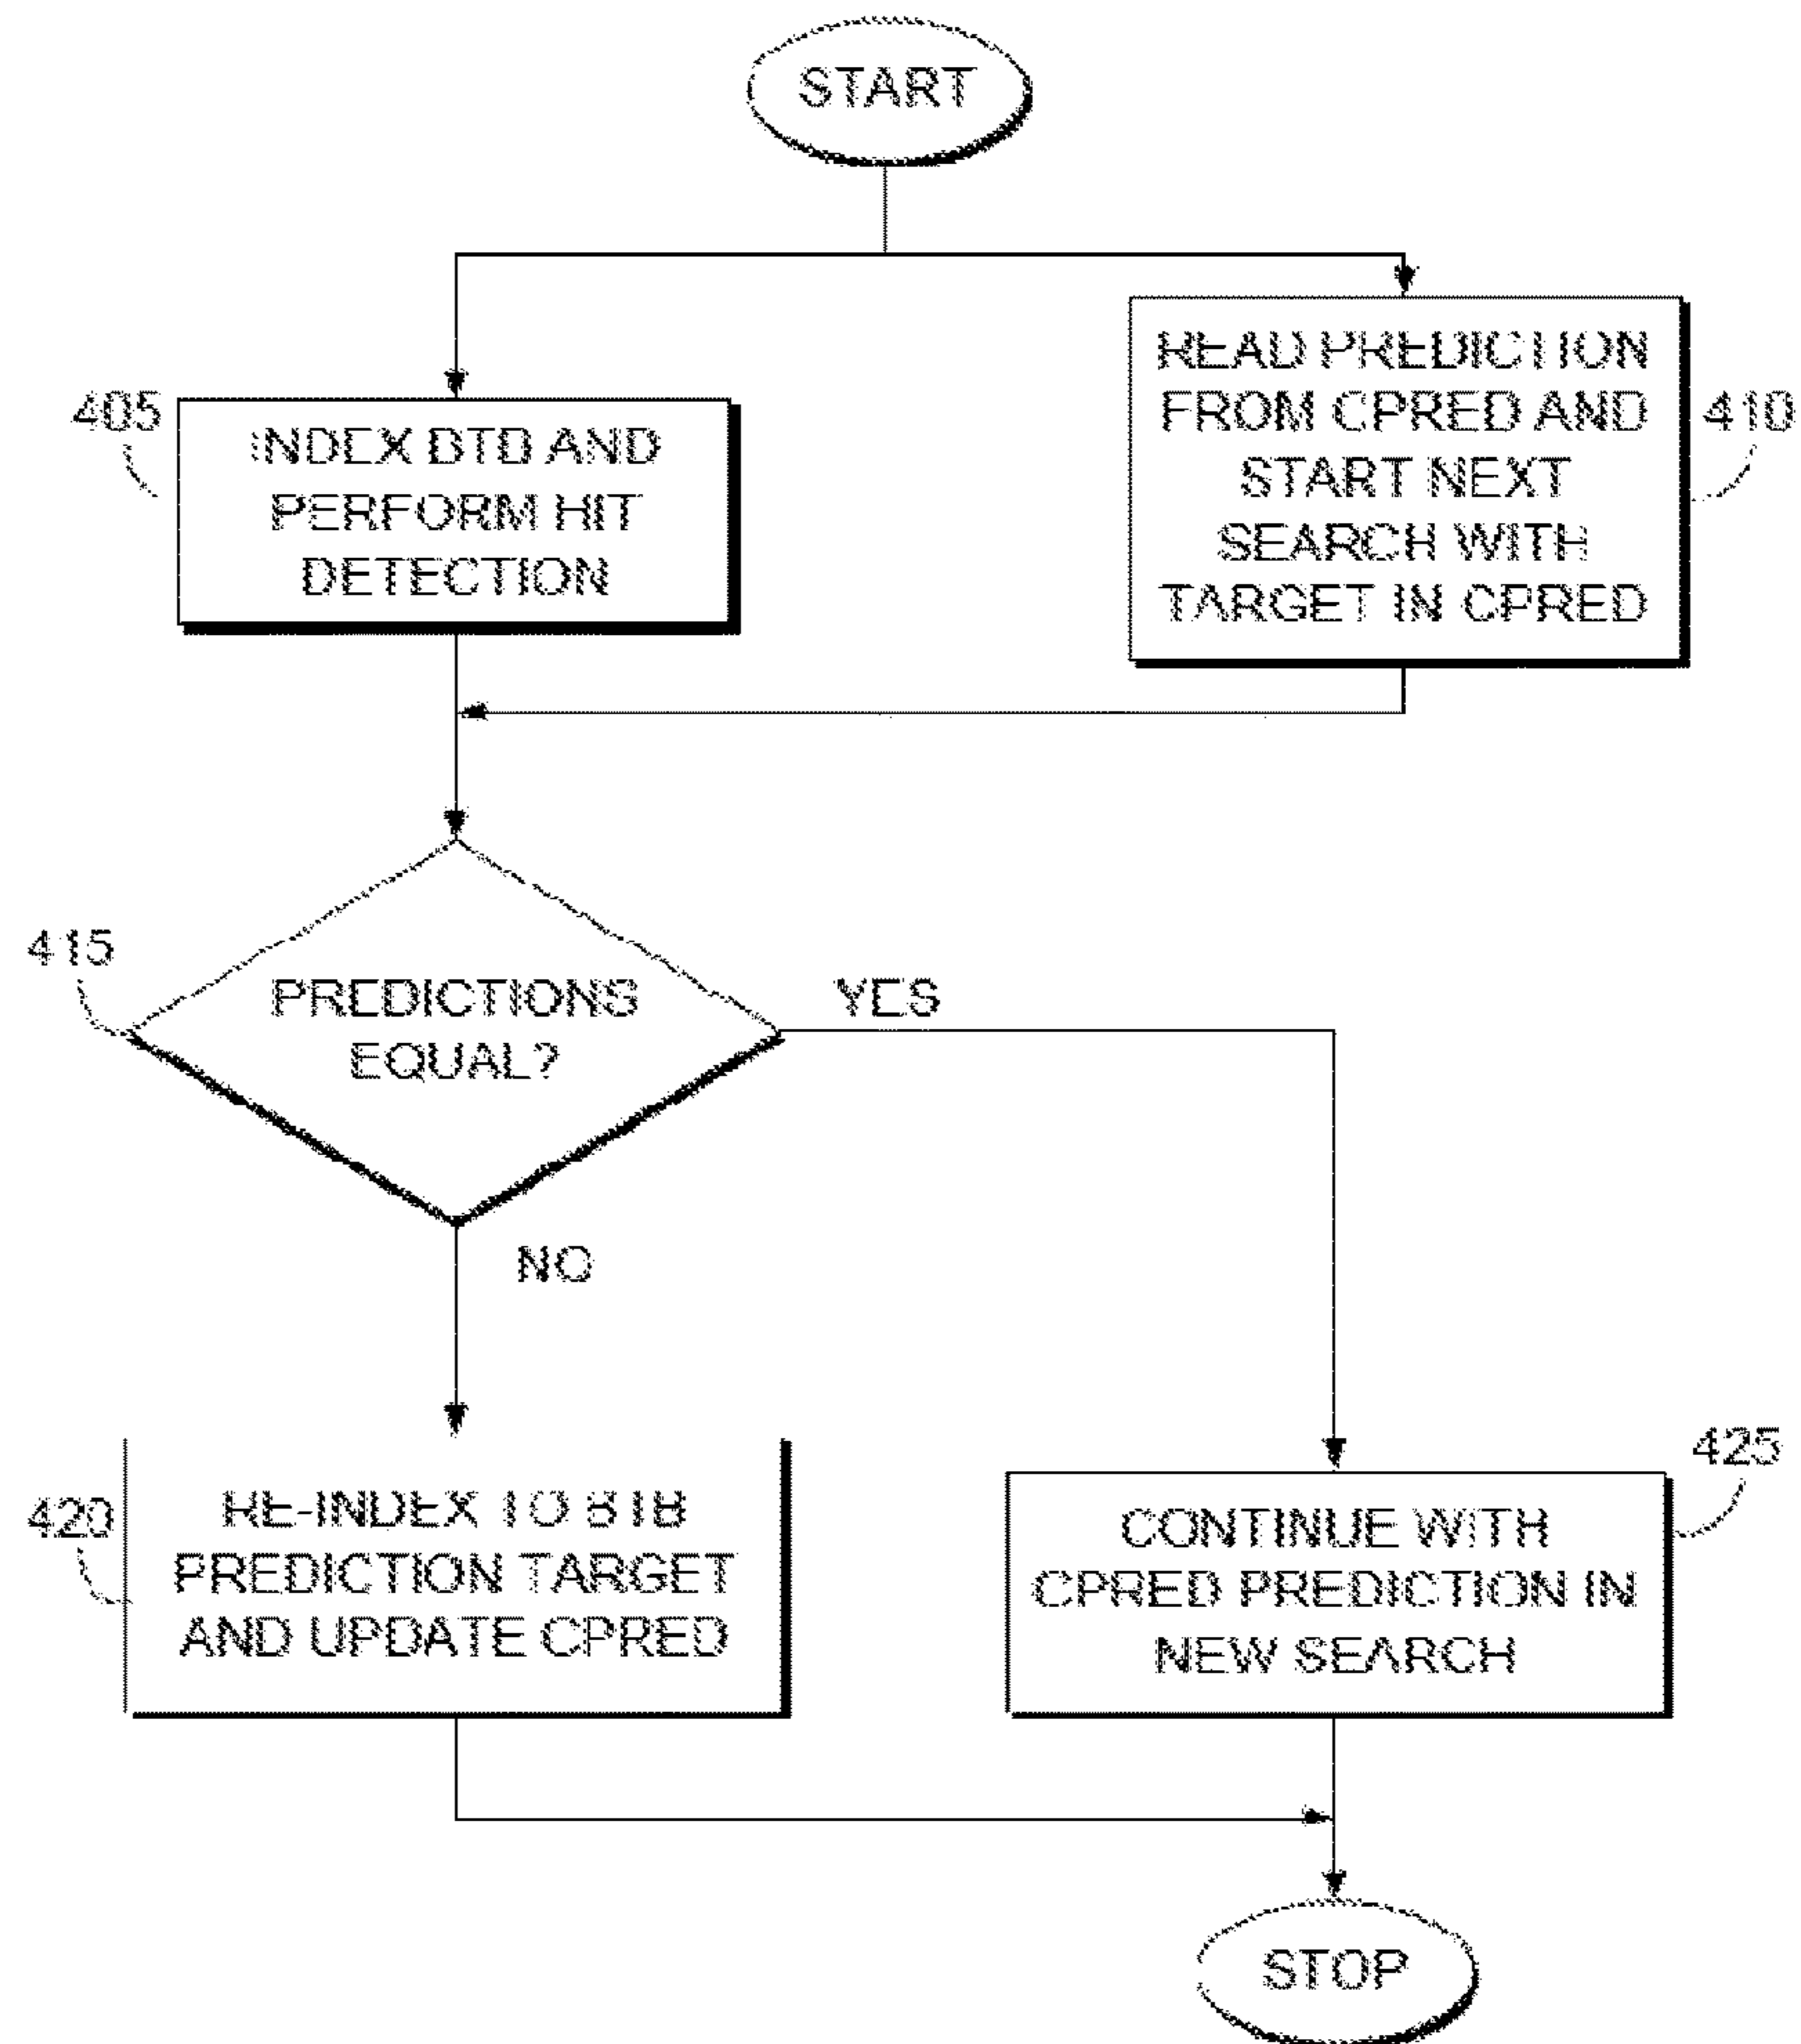 START
405
INDEX BTB AND
PERFORM HIT
DETECTION
READ PREDICTION
FROM CPRED AND
START NEXT
SEARCH WITH
TARGET IN CPRED
410
415
PREDICTIONS
EQUAL?
YES
NO
420
RE-INDEX TO BTB
PREDICTION TARGET
AND UPDATE CPRED
425
CONTINUE WITH
CPRED PREDICTION IN
NEW SEARCH
STOP